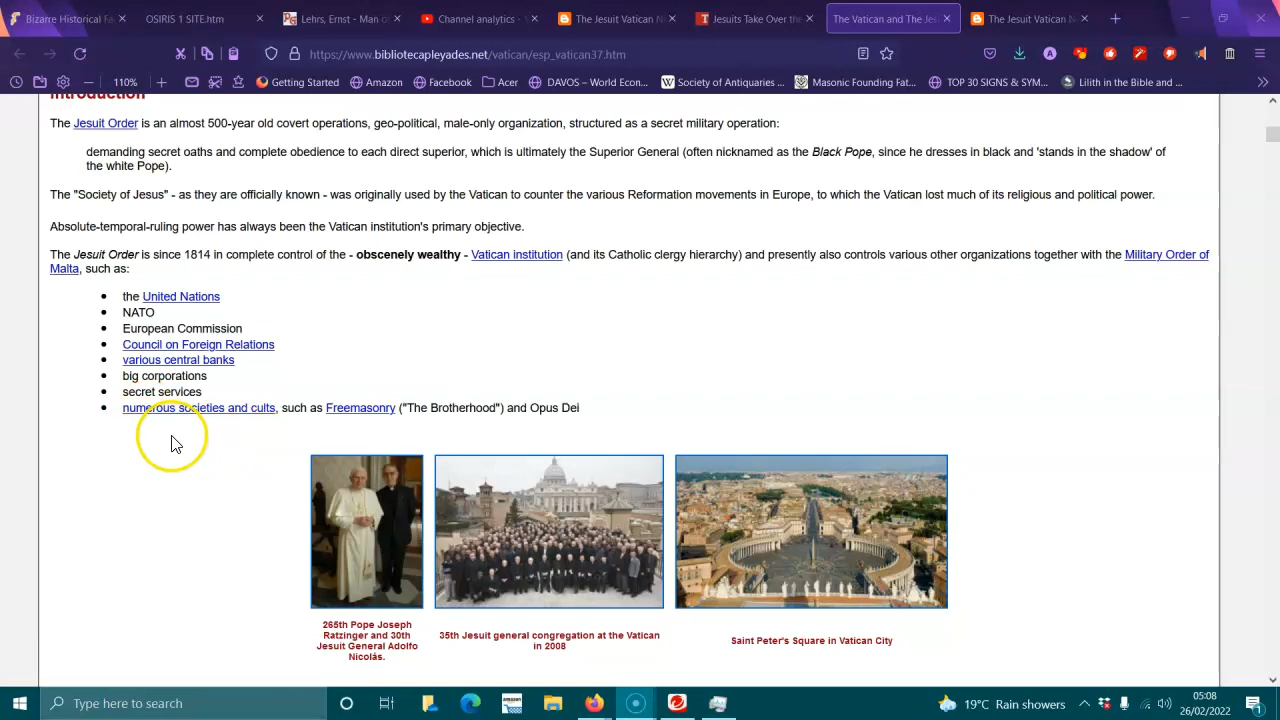 Bizarre Historical Fa
OSIRIS 1 SITE.htm
Lehrs, Ernst - Man o
Channel analytics -
The Jesuit Vatican N
Jesuits Take Over the
The Vatican and The Je
The Jesuit Vatican N
https://www.bibliotecapleyades.net/vatican/esp_vatican37.htm
110%
Getting Started
Amazon
Facebook
Acer
DAVOS – World Econ...
Society of Antiquaries ...
Masonic Founding Fat...
TOP 30 SIGNS & SYM...
Lilith in the Bible and ...
Introduction
The Jesuit Order is an almost 500-year old covert operations, geo-political, male-only organization, structured as a secret military operation:
demanding secret oaths and complete obedience to each direct superior, which is ultimately the Superior General (often nicknamed as the Black Pope, since he dresses in black and 'stands in the shadow' of
the white Pope).
The "Society of Jesus" - as they are officially known - was originally used by the Vatican to counter the various Reformation movements in Europe, to which the Vatican lost much of its religious and political power.
Absolute-temporal-ruling power has always been the Vatican institution's primary objective.
The Jesuit Order is since 1814 in complete control of the - obscenely wealthy - Vatican institution (and its Catholic clergy hierarchy) and presently also controls various other organizations together with the Military Order of
Malta, such as:
the United Nations
NATO
European Commission
Council on Foreign Relations
various central banks
big corporations
secret services
numerous societies and cults, such as Freemasonry ("The Brotherhood") and Opus Dei
265th Pope Joseph
Ratzinger and 30th
Jesuit General Adolfo
Nicolás.
35th Jesuit general congregation at the Vatican
in 2008
Saint Peter's Square in Vatican City
Type here to search
amazon
19°C Rain showers
05:08
26/02/2022